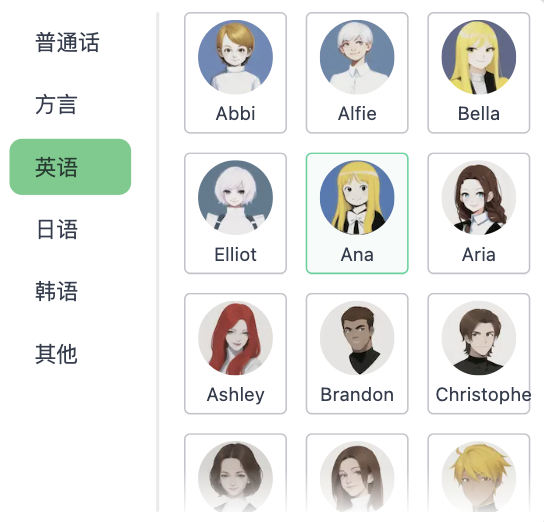 普通话
方言
英语
日语
韩语
其他
Abbi
Alfie
Bella
Elliot
Ana
Aria
Ashley
Brandon
Christophe